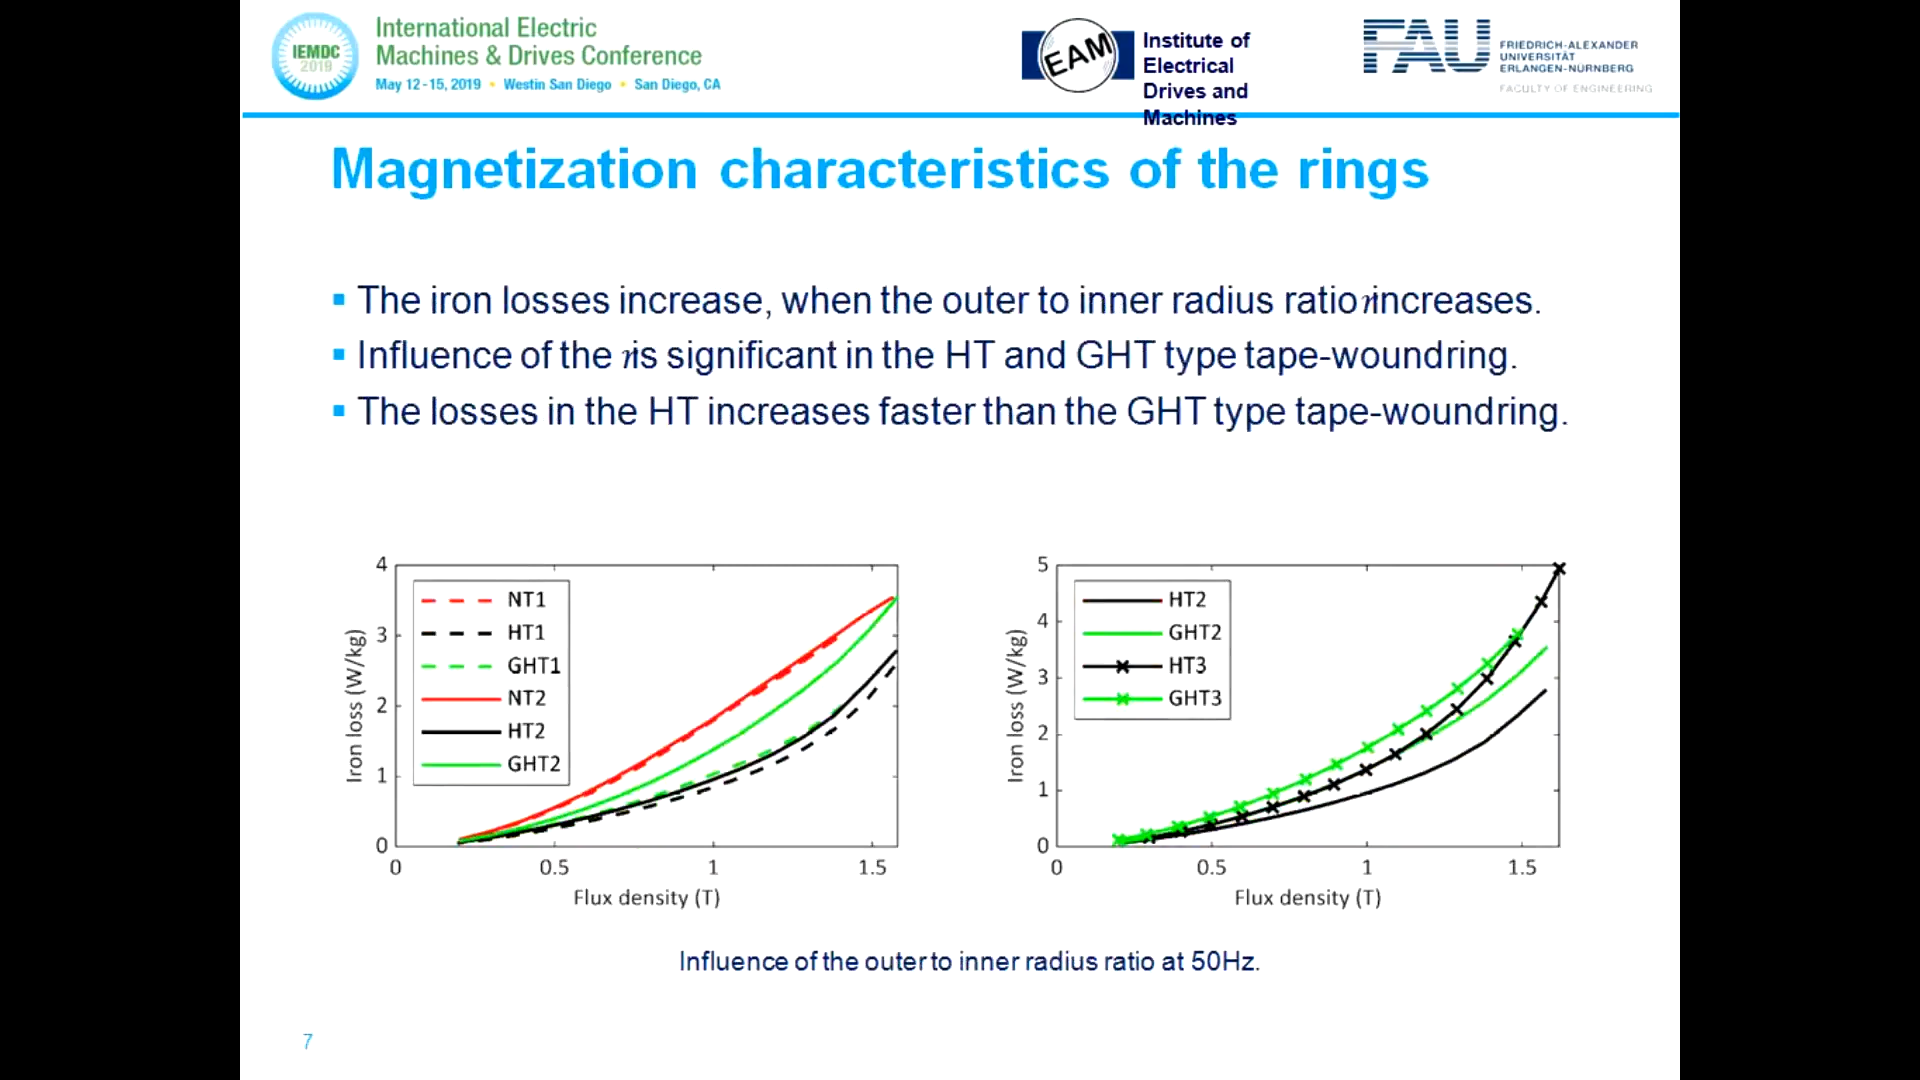 IEMDC
2019
International Electric
Machines & Drives Conference
May 12-15, 2019 • Westin San Diego • San Diego, CA
EAM
Institute of
Electrical
Drives and
Machines
FAU
FRIEDRICH-ALEXANDER
UNIVERSITÄT
ERLANGEN-NÜRNBERG
FACULTY OF ENGINEERING
Magnetization characteristics of the rings
▪ The iron losses increase, when the outer to inner radius ratio r increases.
▪ Influence of the r is significant in the HT and GHT type tape-wound ring.
▪ The losses in the HT increases faster than the GHT type tape-wound ring.
4
3
2
1
0
Iron loss (W/kg)
NT1
HT1
GHT1
NT2
HT2
GHT2
0 0.5 1 1.5
Flux density (T)
5
4
3
2
1
0
Iron loss (W/kg)
HT2
GHT2
HT3
GHT3
0 0.5 1 1.5
Flux density (T)
Influence of the outer to inner radius ratio at 50Hz.
7